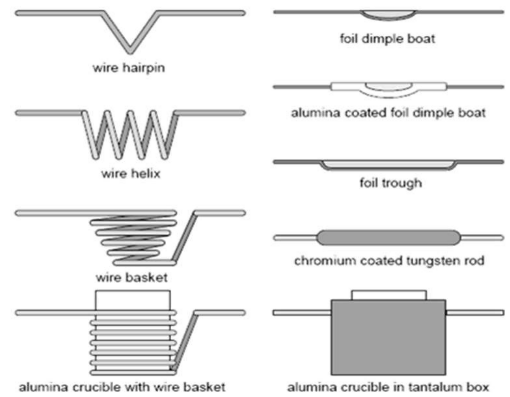 wire hairpin
wire helix
wire basket
alumina crucible with wire basket
foil dimple boat
alumina coated foil dimple boat
foil trough
chromium coated tungsten rod
alumina crucible in tantalum box